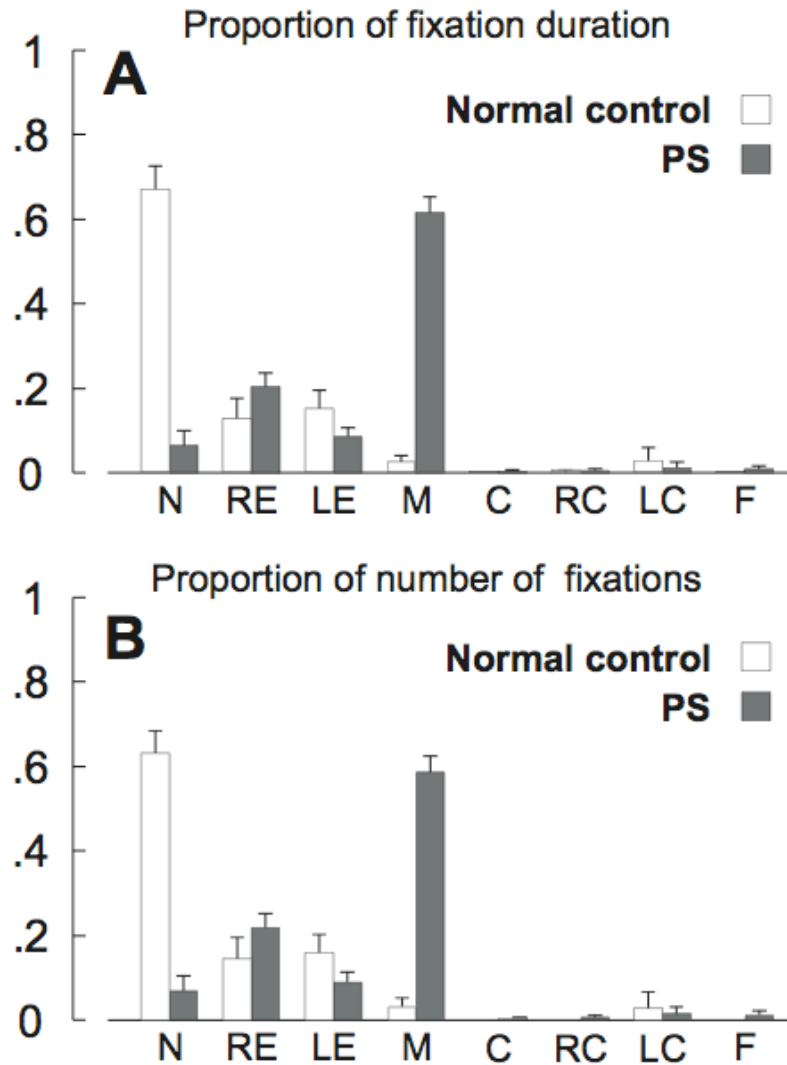 Proportion of fixation duration
A
Normal control
PS
1
.8
.6
.4
.2
0
N RE LE M C RC LC F
Proportion of number of fixations
B
Normal control
PS
1
.8
.6
.4
.2
0
N RE LE M C RC LC F